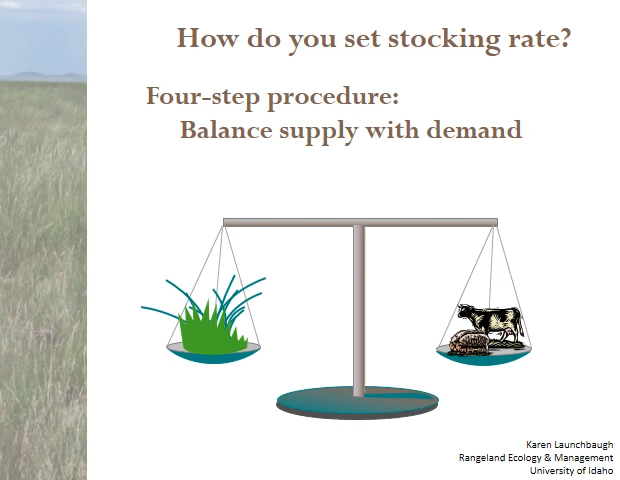 How do you set stocking rate?
Four-step procedure:
Balance supply with demand
Karen Launchbaugh
Rangeland Ecology & Management
University of Idaho